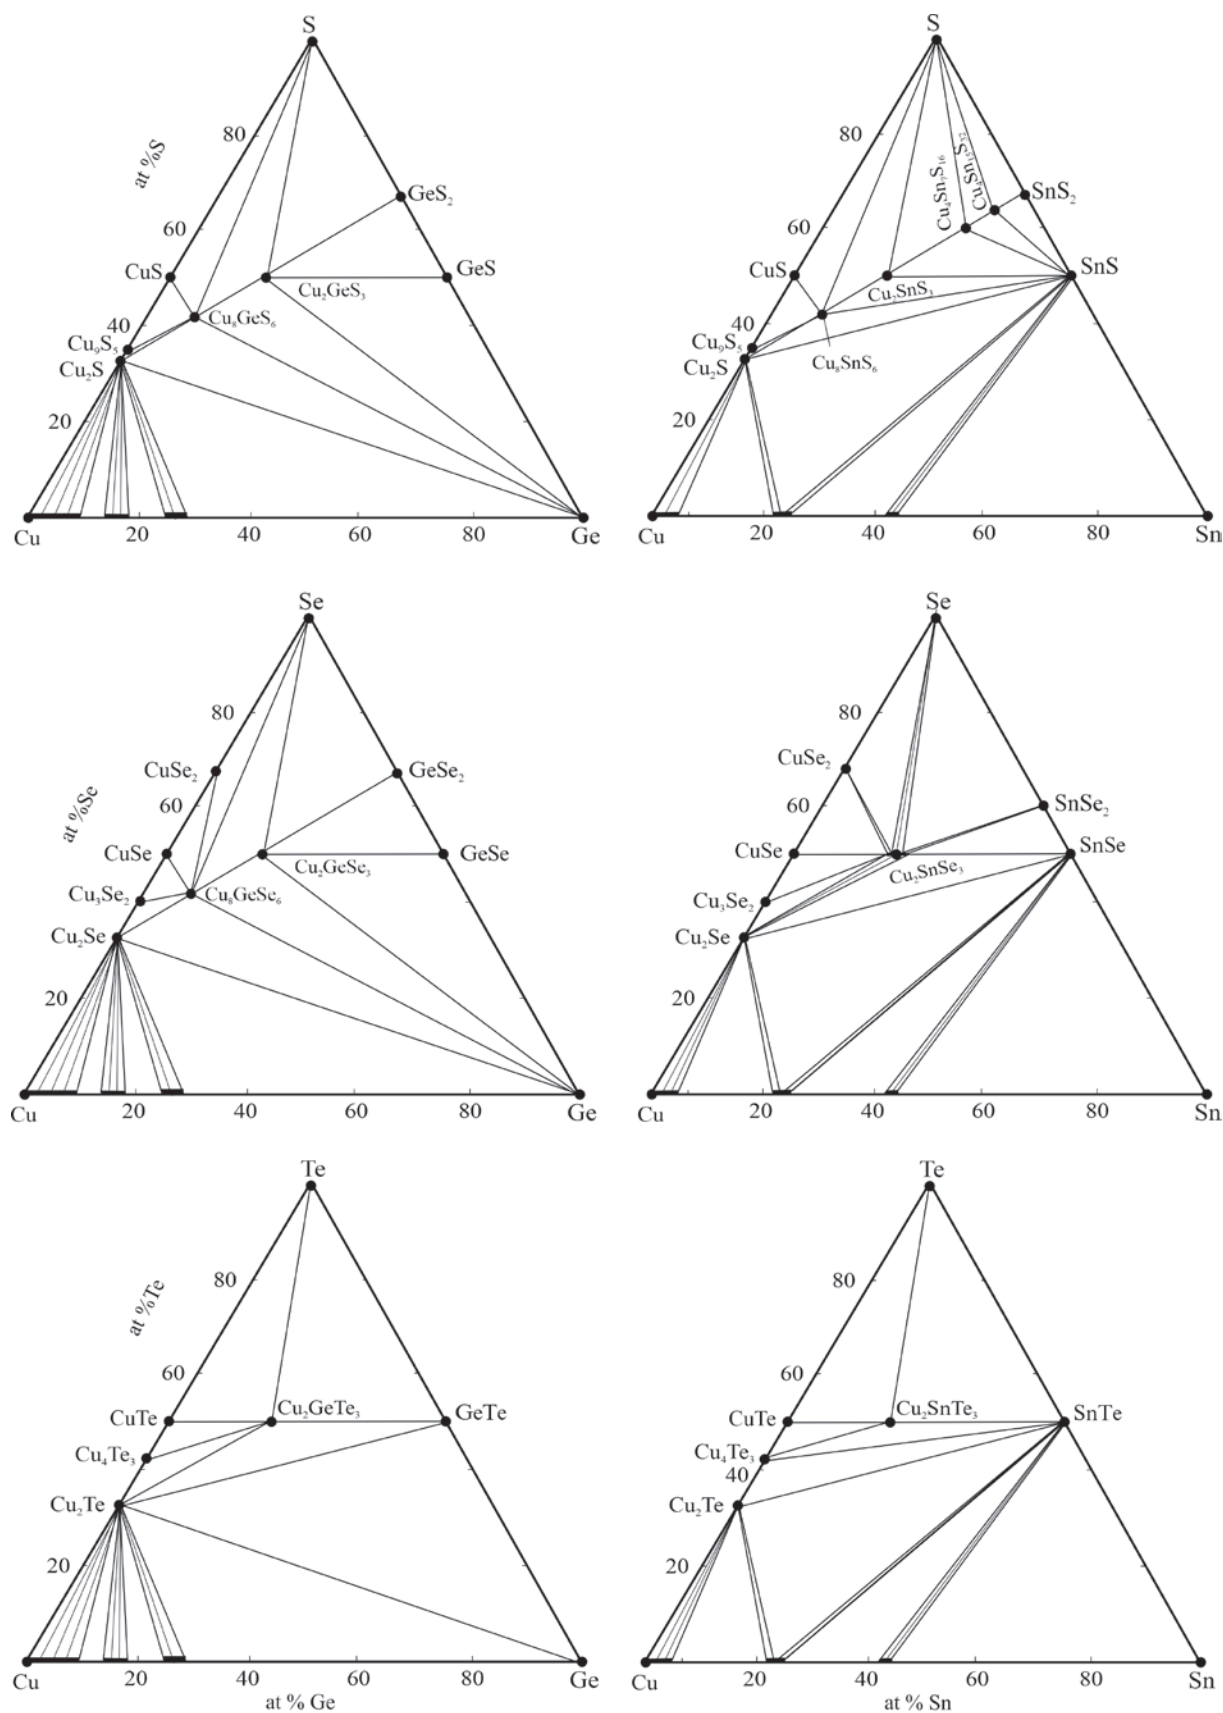 S
80
at %S
GeS₂
60
CuS
GeS
Cu₂GeS₃
Cu₈GeS₆
40
Cu₉S₅
Cu₂S
20
Cu
20
40
60
80
Ge
S
80
Cu₄Sn₇S₁₆
Cu₄Sn₁₅S₃₂
SnS₂
60
CuS
SnS
Cu₂SnS₃
40
Cu₉S₅
Cu₂S
Cu₈SnS₆
20
Cu
20
40
60
80
Sn
Se
80
CuSe₂
GeSe₂
at %Se
60
CuSe
GeSe
Cu₂GeSe₃
Cu₃Se₂
Cu₈GeSe₆
Cu₂Se
20
Cu
20
40
60
80
Ge
Se
80
CuSe₂
60
SnSe₂
CuSe
SnSe
Cu₂SnSe₃
Cu₃Se₂
Cu₂Se
20
Cu
20
40
60
80
Sn
Te
80
at %Te
60
CuTe
Cu₂GeTe₃
GeTe
Cu₄Te₃
Cu₂Te
20
Cu
20
40
60
80
Ge
at % Ge
Te
80
60
CuTe
Cu₂SnTe₃
SnTe
Cu₄Te₃
40
Cu₂Te
20
Cu
20
40
60
80
Sn
at % Sn